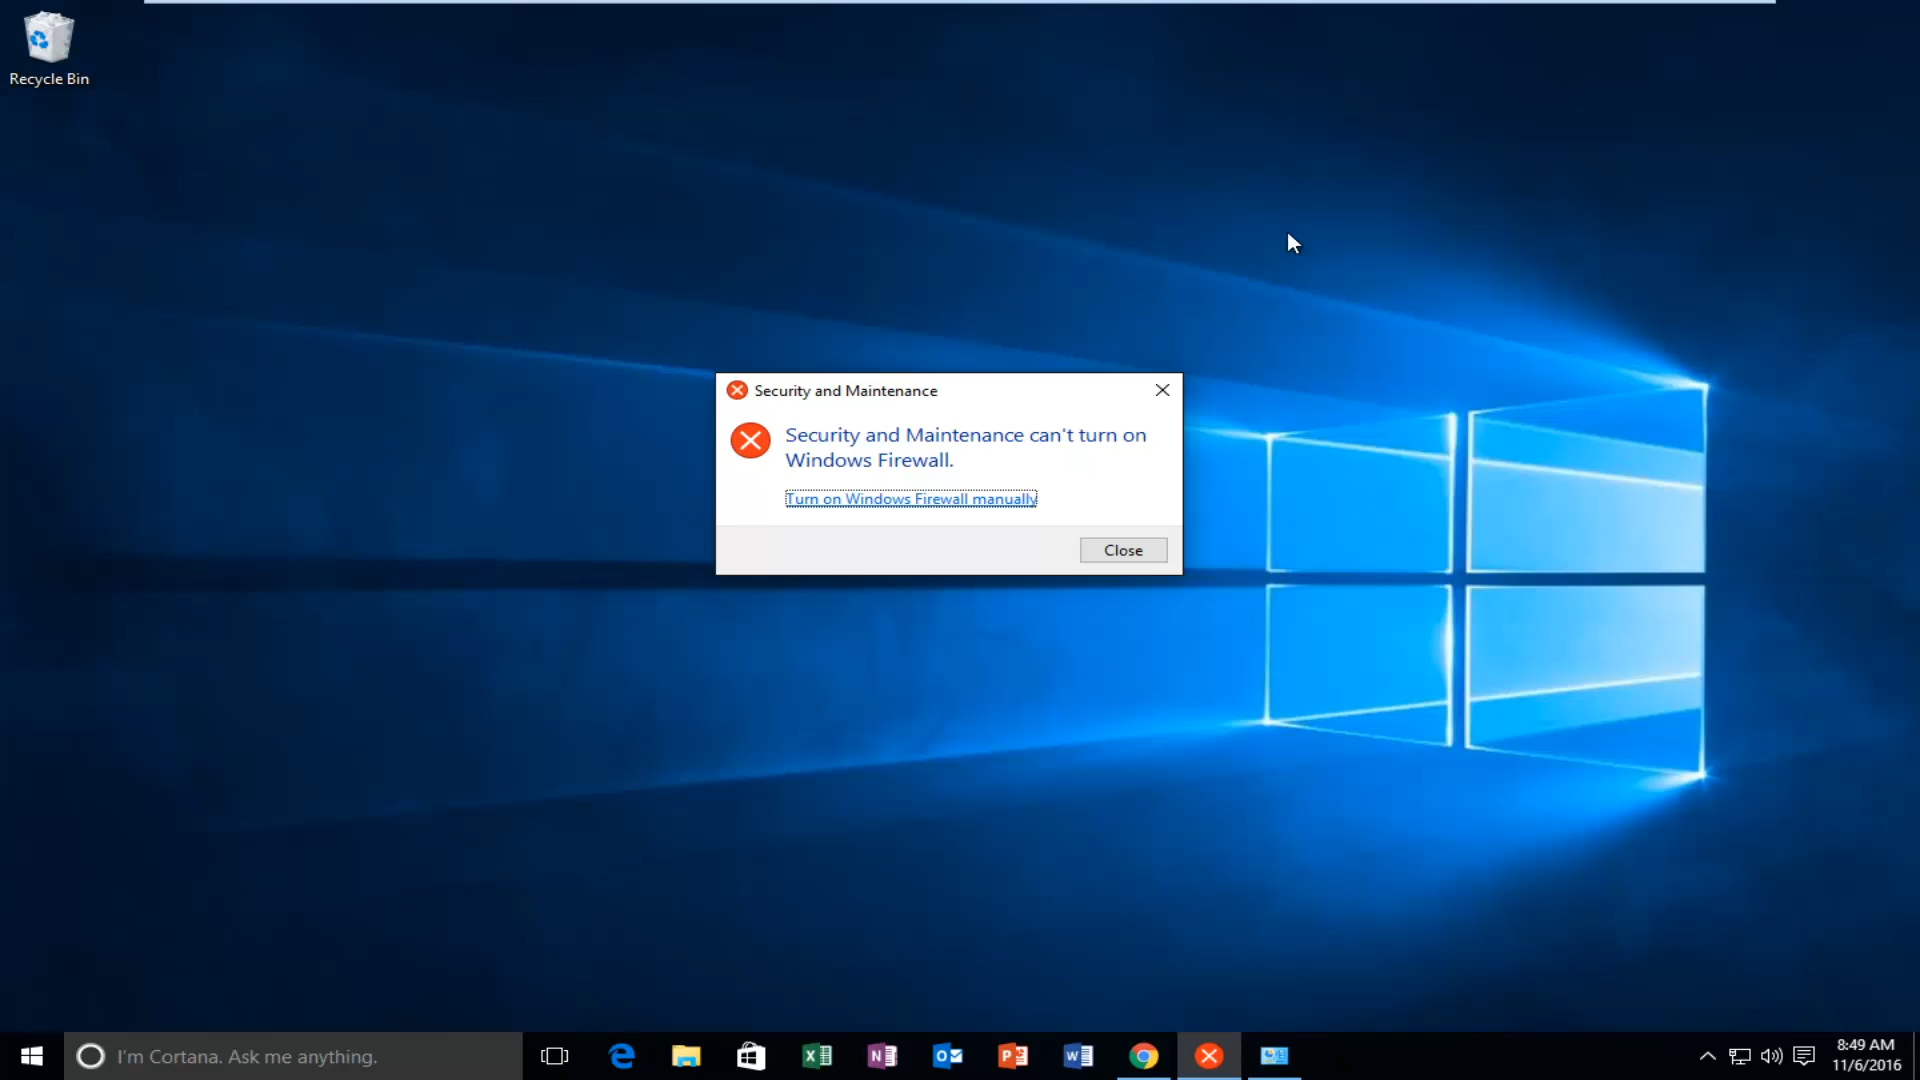 Recycle Bin
Security and Maintenance
Security and Maintenance can't turn on
Windows Firewall.
Turn on Windows Firewall manually
Close
I'm Cortana. Ask me anything.
8:49 AM
11/6/2016